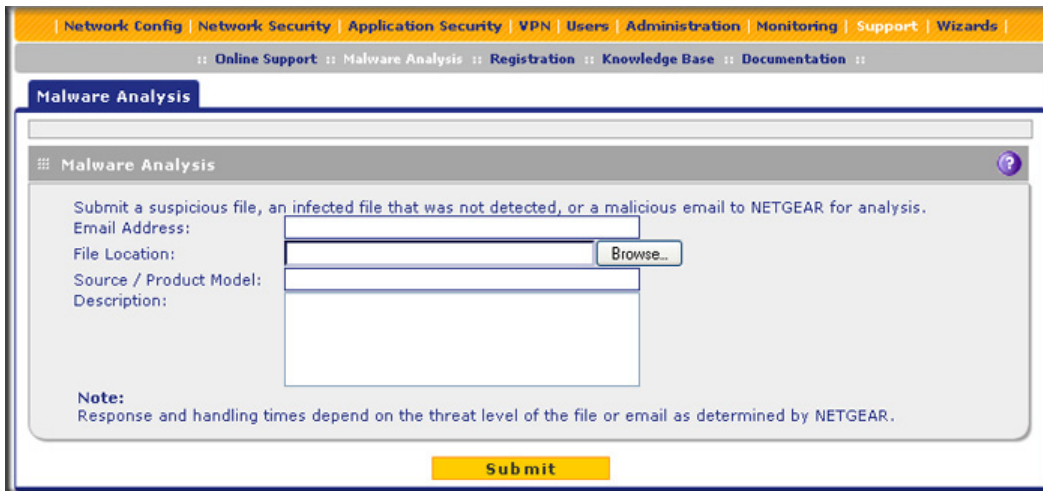 | Network Config | Network Security | Application Security | VPN | Users | Administration | Monitoring | Support | Wizards |
:: Online Support :: Malware Analysis :: Registration :: Knowledge Base :: Documentation ::
Malware Analysis
Malware Analysis ?
Submit a suspicious file, an infected file that was not detected, or a malicious email to NETGEAR for analysis.
Email Address:
File Location: Browse...
Source / Product Model:
Description:
Note:
Response and handling times depend on the threat level of the file or email as determined by NETGEAR.
Submit